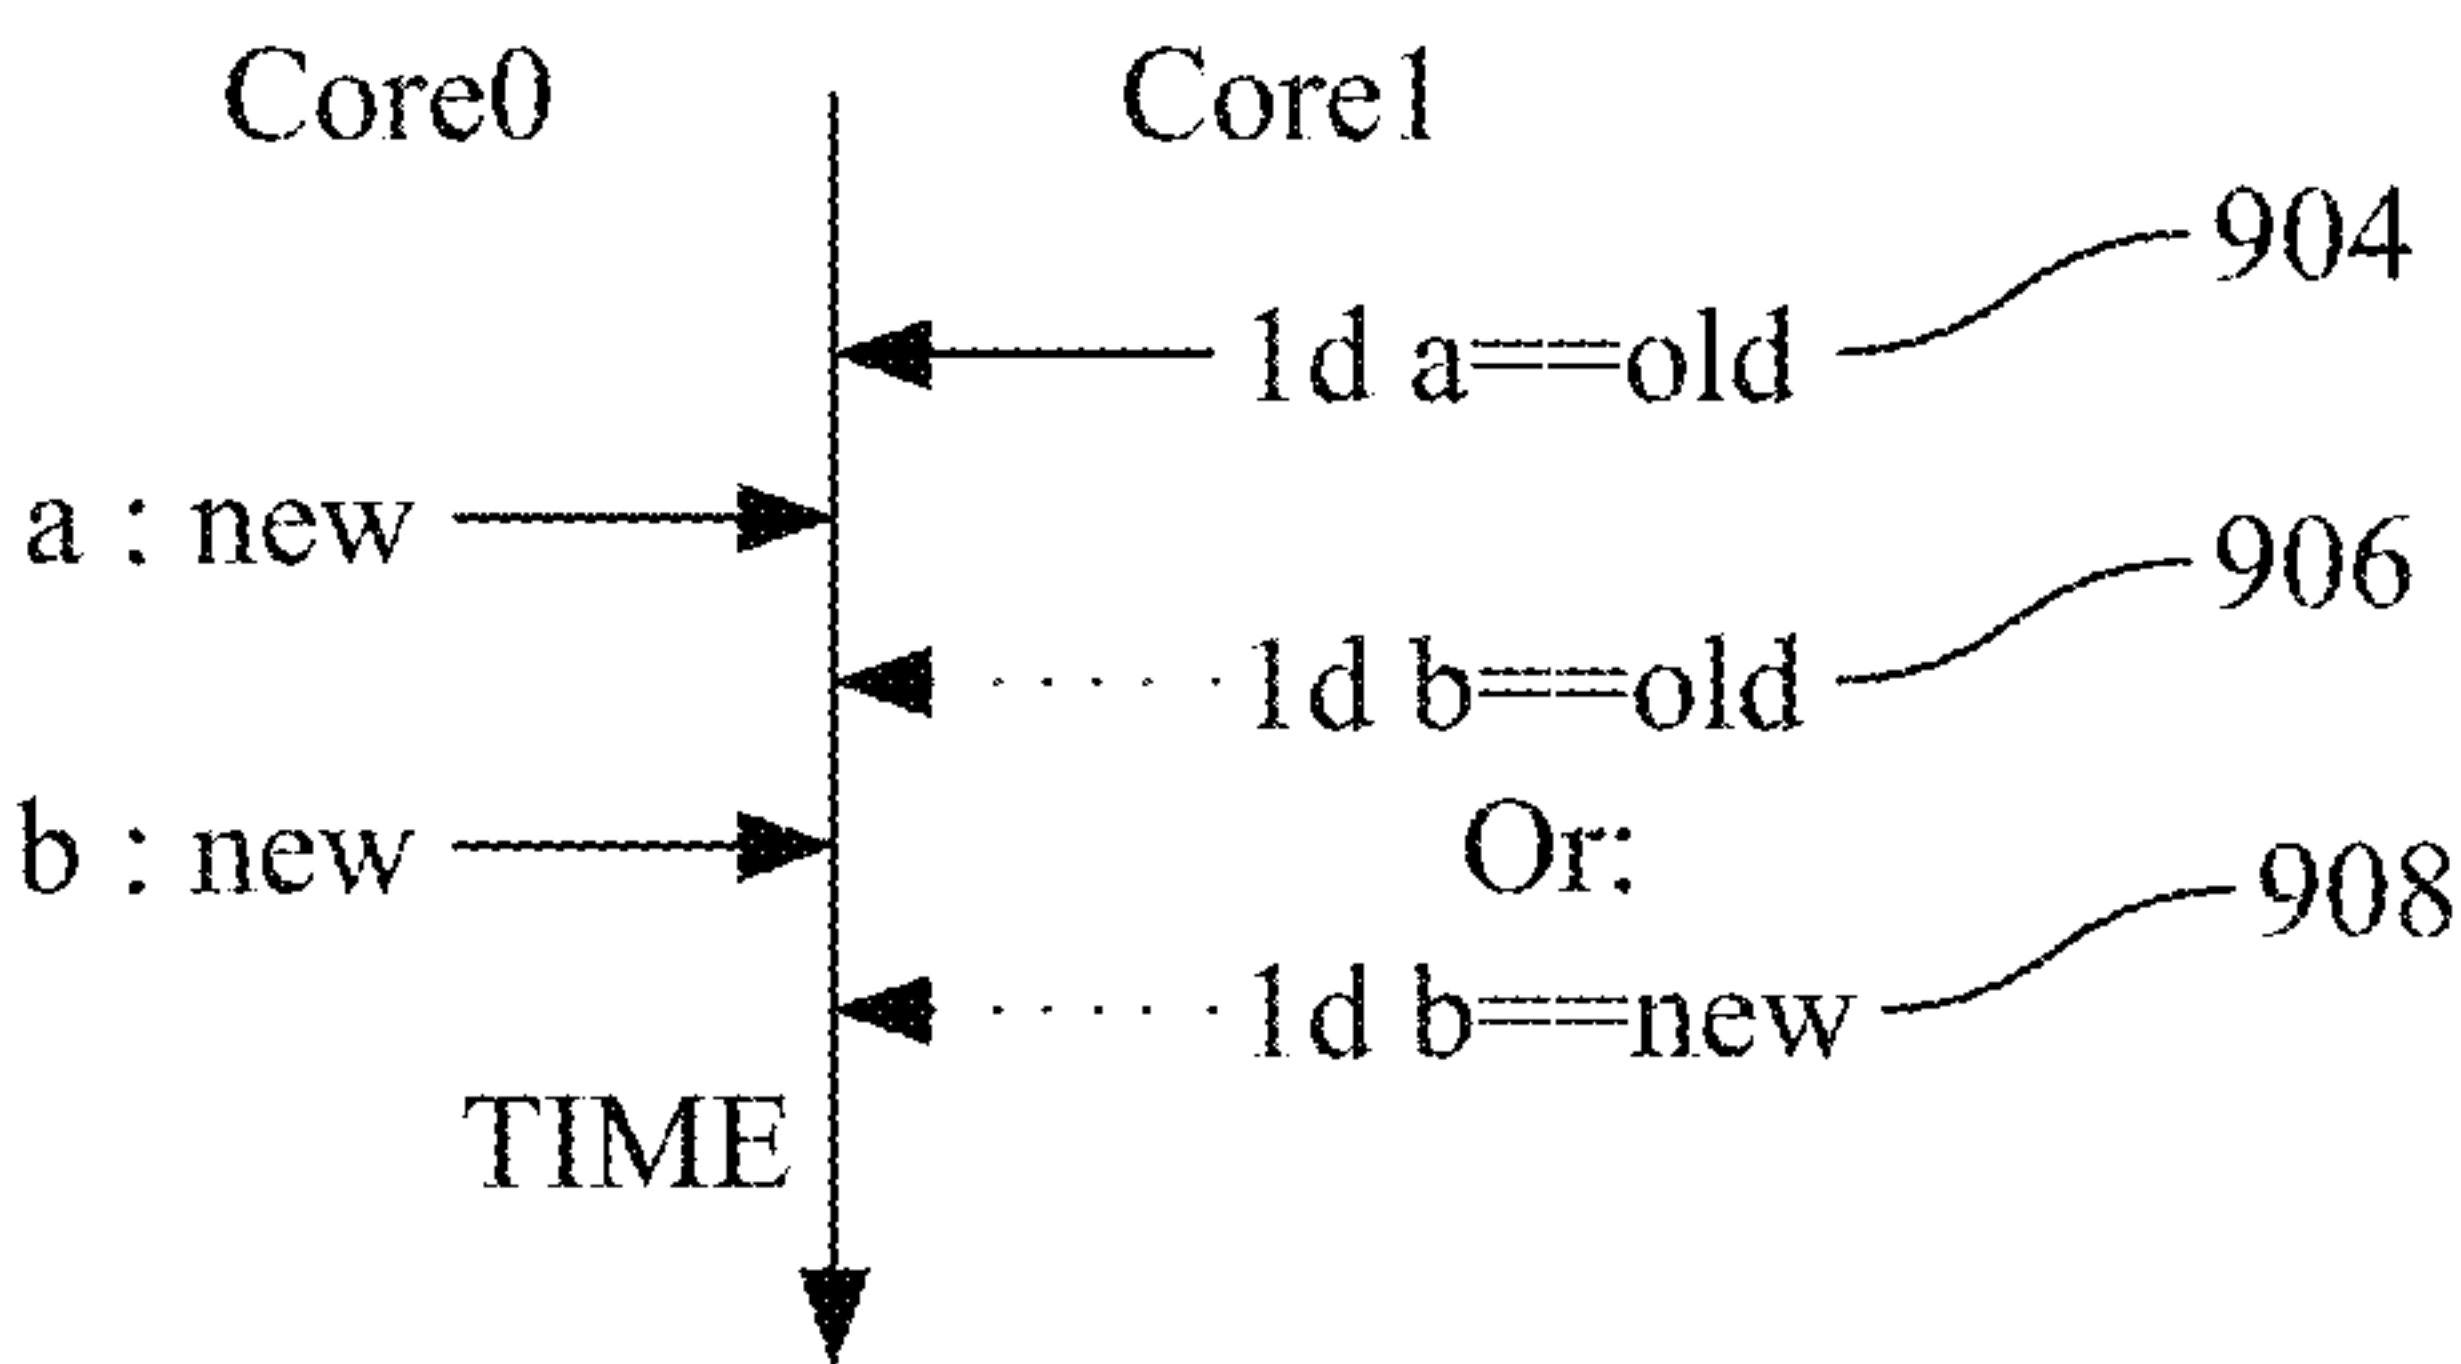 Core0 Core1
904
ld a==old
a : new
906
ld b==old
b : new Or:
908
ld b==new
TIME